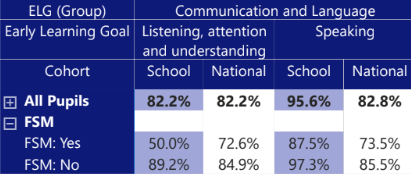 ELG (Group) Communication and Language
Early Learning Goal Listening, attention and understanding Speaking
Cohort School National School National
All Pupils 82.2% 82.2% 95.6% 82.8%
FSM
FSM: Yes 50.0% 72.6% 87.5% 73.5%
FSM: No 89.2% 84.9% 97.3% 85.5%